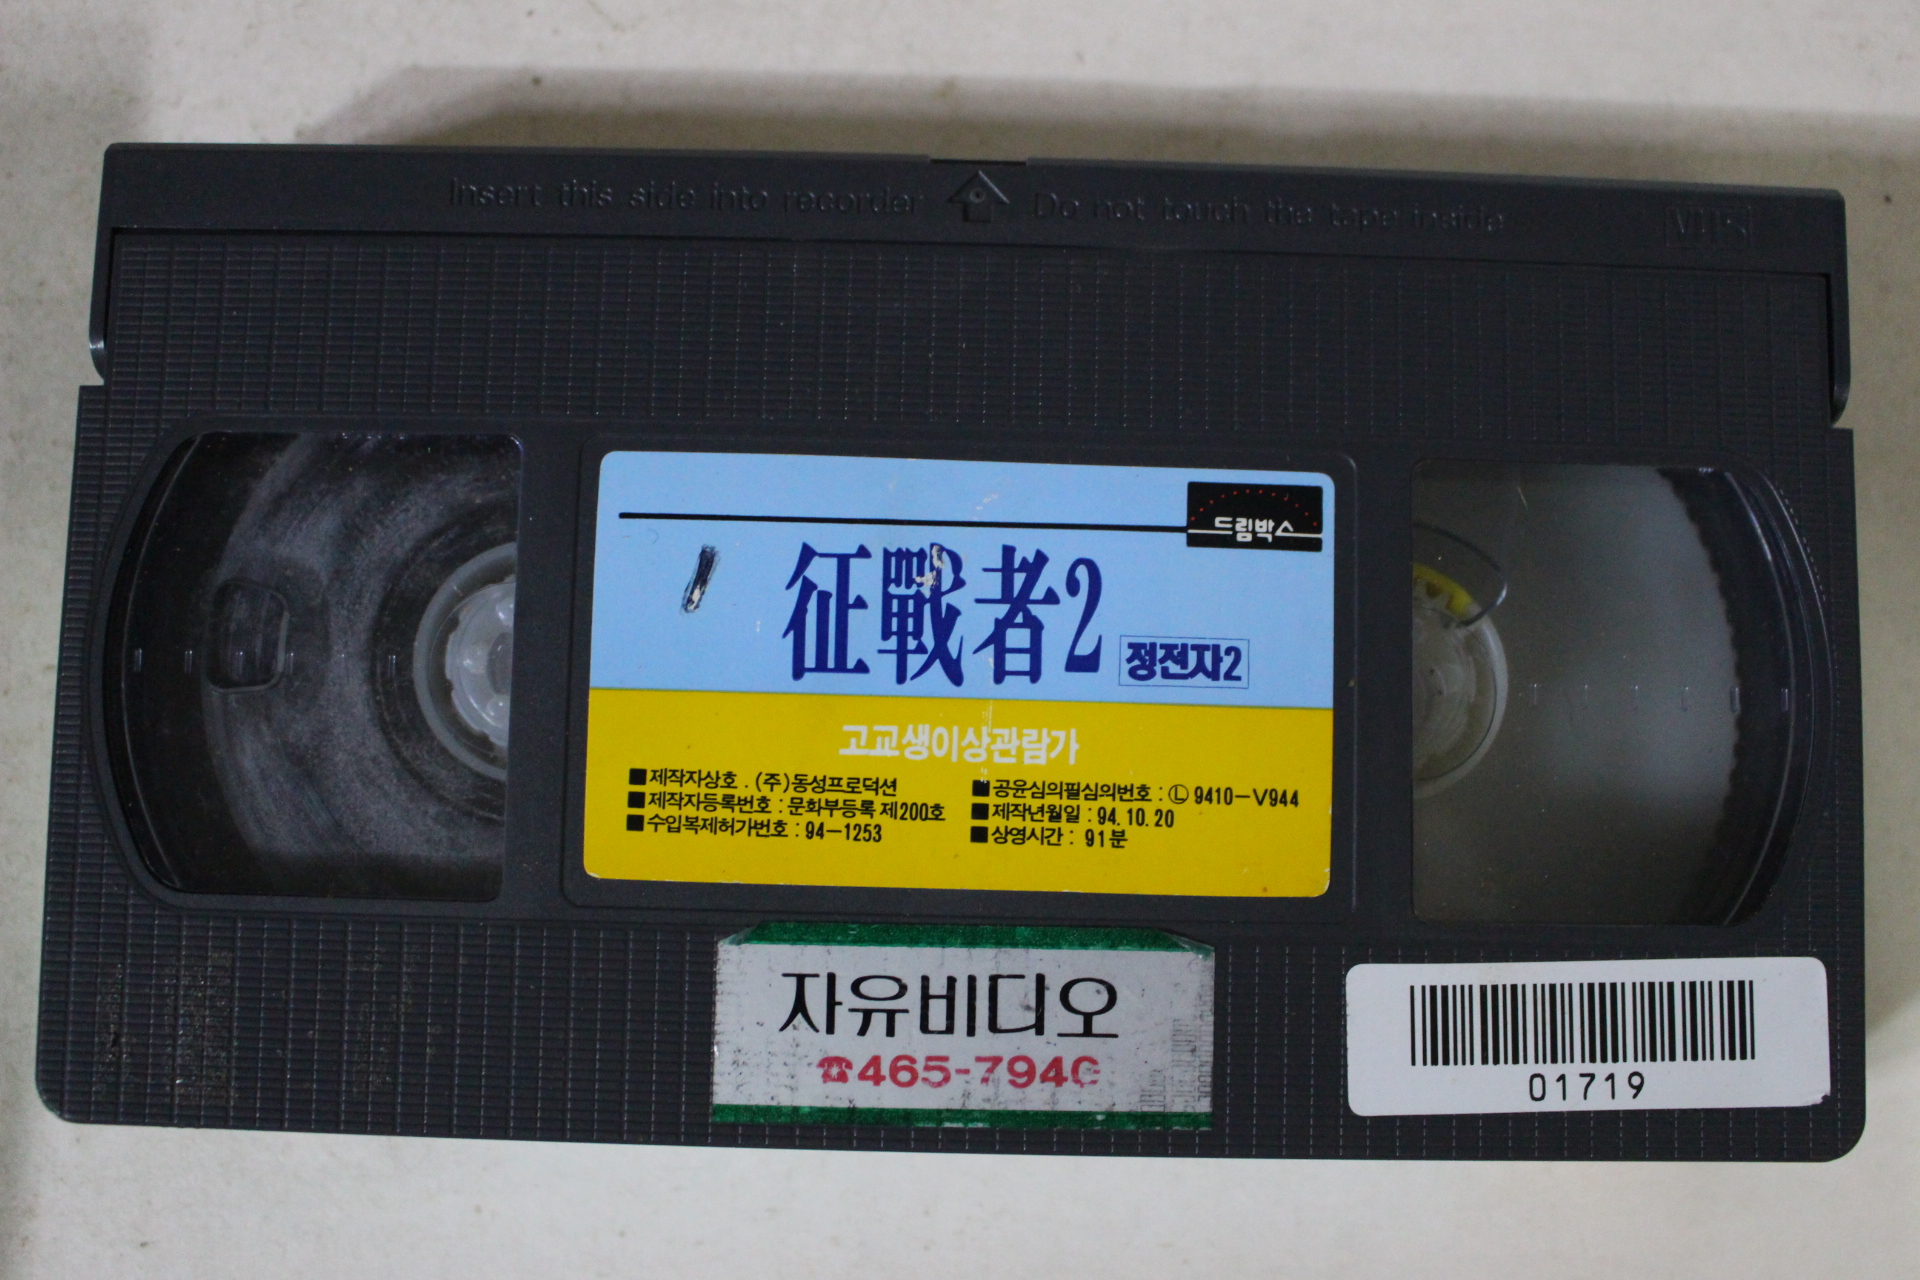 Insert this side into recorder
Do not touch the tape inside
VHS
드림박스
征戰者2
정전자2
고교생이상관람가
■제작자상호 . (주)동성프로덕션
■제작자등록번호 : 문화부등록 제200호
■수입복제허가번호 : 94-1253
■공윤심의필심의번호 : Ⓛ 9410-V944
■제작년월일 : 94. 10. 20
■상영시간 : 91분
자유비디오
☎465-794
01719